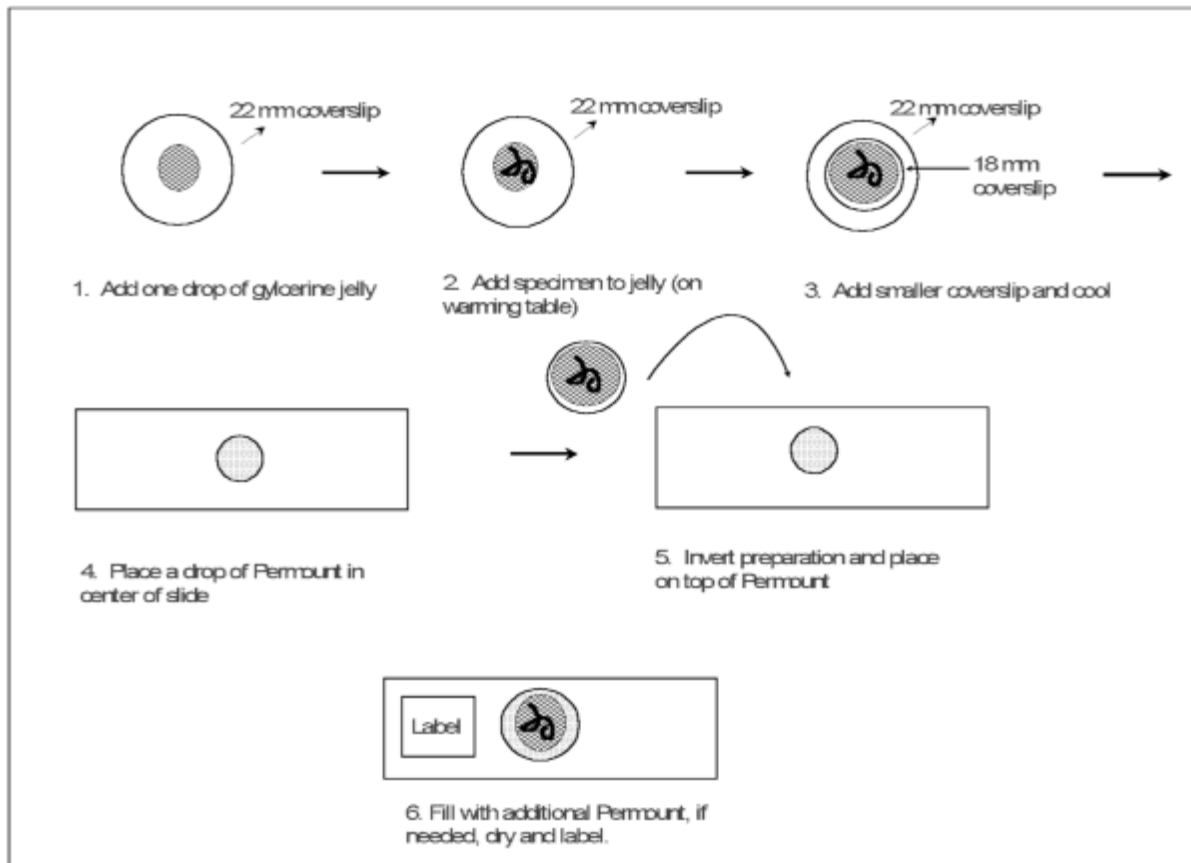 22 mm coverslip
22 mm coverslip
22 mm coverslip
18 mm
coverslip
1. Add one drop of gylcerine jelly
2. Add specimen to jelly (on
warming table)
3. Add smaller coverslip and cool
4. Place a drop of Permount in
center of slide
5. Invert preparation and place
on top of Permount
Label
6. Fill with additional Permount, if
needed, dry and label.